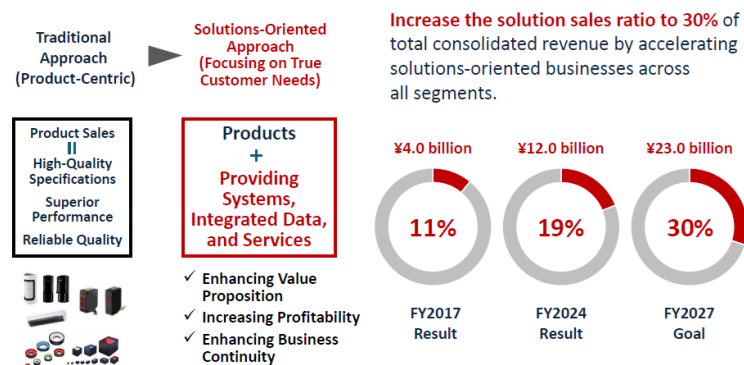 Traditional
Approach
(Product-Centric)
Solutions-Oriented
Approach
(Focusing on True
Customer Needs)
Product Sales
High-Quality
Specifications
Superior
Performance
Reliable Quality
Products
+
Providing
Systems,
Integrated Data,
and Services
✓ Enhancing Value
Proposition
✓ Increasing Profitability
✓ Enhancing Business
Continuity
Increase the solution sales ratio to 30% of
total consolidated revenue by accelerating
solutions-oriented businesses across
all segments.
¥4.0 billion
¥12.0 billion
¥23.0 billion
11%
19%
30%
FY2017
Result
FY2024
Result
FY2027
Goal